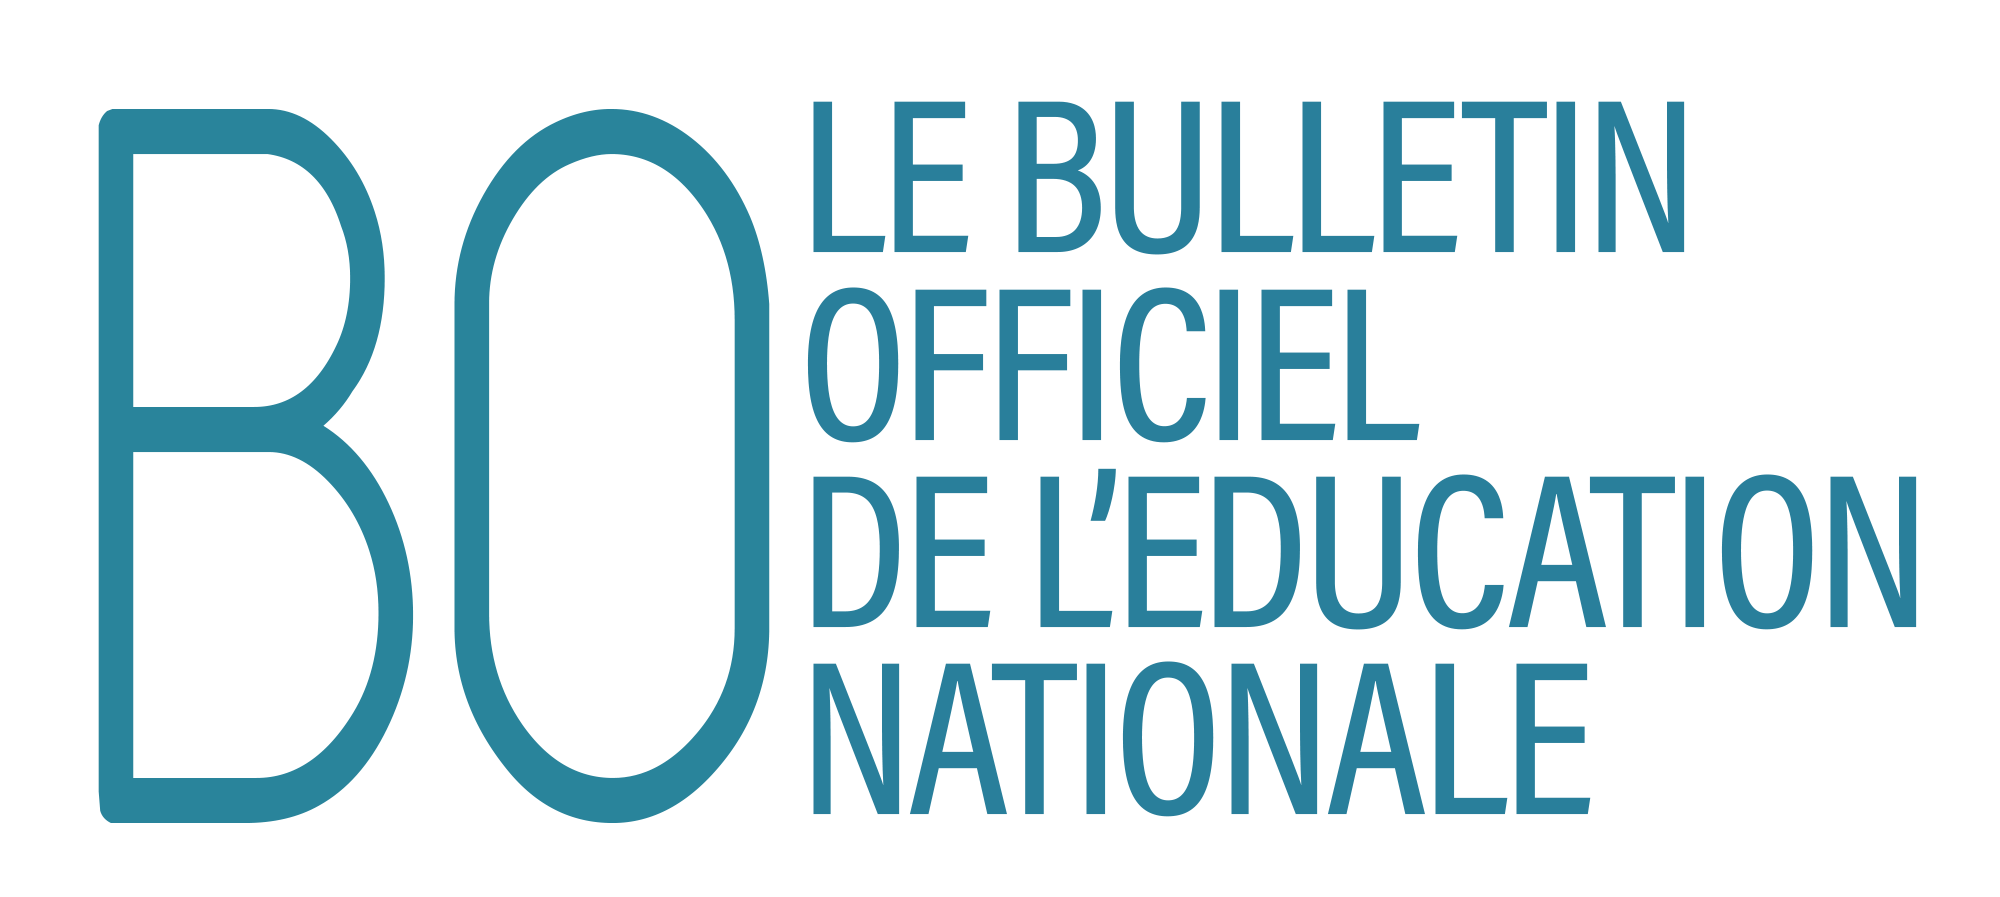 BO
LE BULLETIN
OFFICIEL
DE L’EDUCATION
NATIONALE